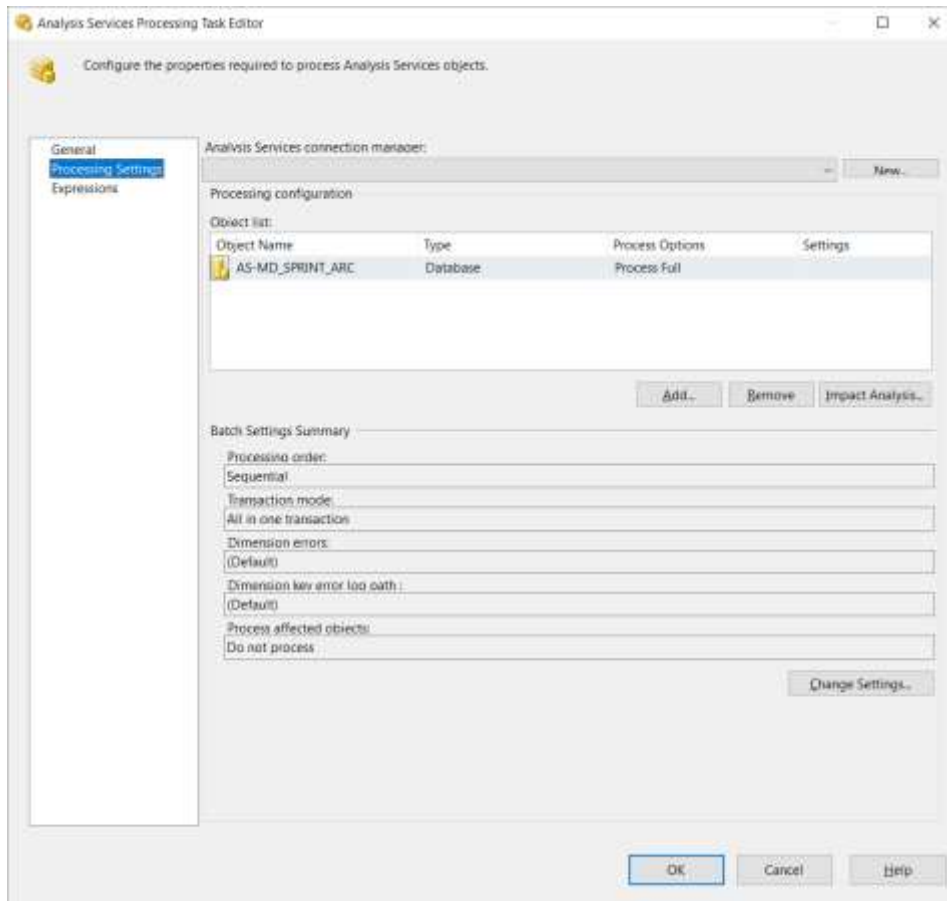 Analysis Services Processing Task Editor
Configure the properties required to process Analysis Services objects.
General
Processing Settings
Expressions
Analysis Services connection manager:
New...
Processing configuration
Object list:
Object Name Type Process Options Settings
AS-MD_SPRINT_ARC Database Process Full
Add... Remove Impact Analysis...
Batch Settings Summary
Processing order:
Sequential
Transaction mode:
All in one transaction
Dimension errors:
(Default)
Dimension key error log path :
(Default)
Process affected objects:
Do not process
Change Settings...
OK Cancel Help